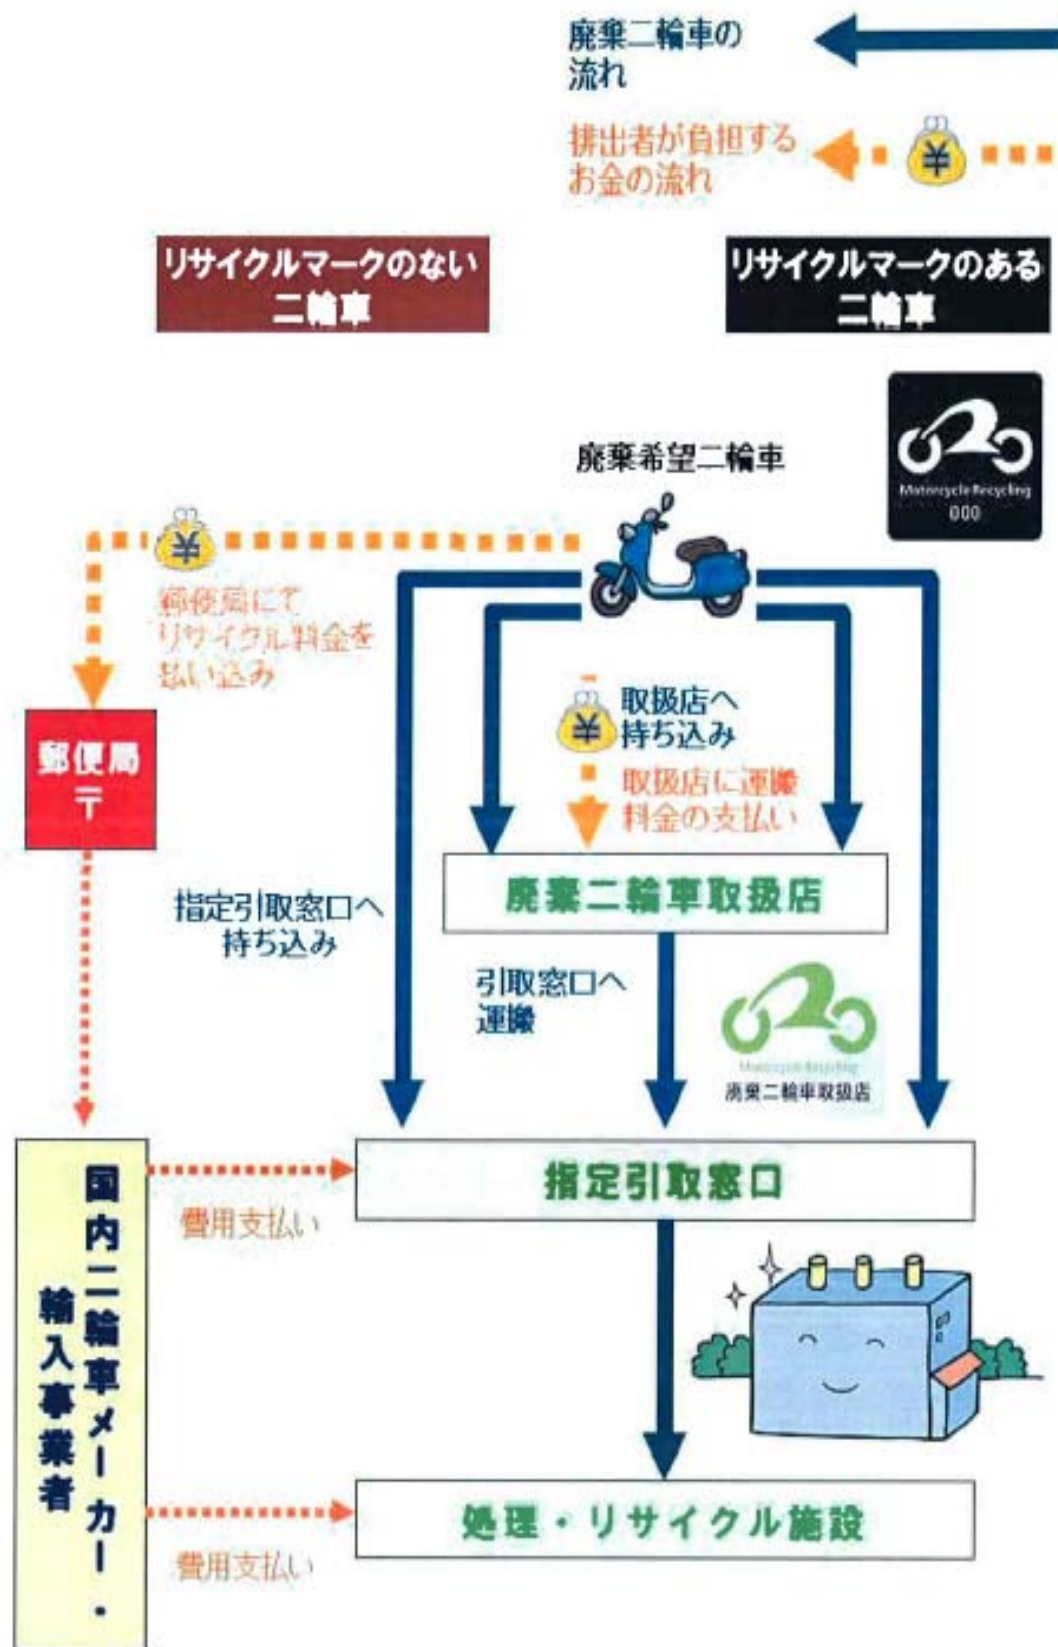 廃棄二輪車の
流れ
排出者が負担する
お金の流れ
¥
リサイクルマークのない
二輪車
リサイクルマークのある
二輪車
Motorcycle Recycling
000
廃棄希望二輪車
¥
郵便局にて
リサイクル料金を
払い込み
郵便局
〒
¥
取扱店へ
持ち込み
取扱店に運搬
料金の支払い
廃棄二輪車取扱店
指定引取窓口へ
持ち込み
引取窓口へ
運搬
Motorcycle Recycling
廃棄二輪車取扱店
国内二輪車メーカー・
輸入事業者
費用支払い
指定引取窓口
費用支払い
処理・リサイクル施設